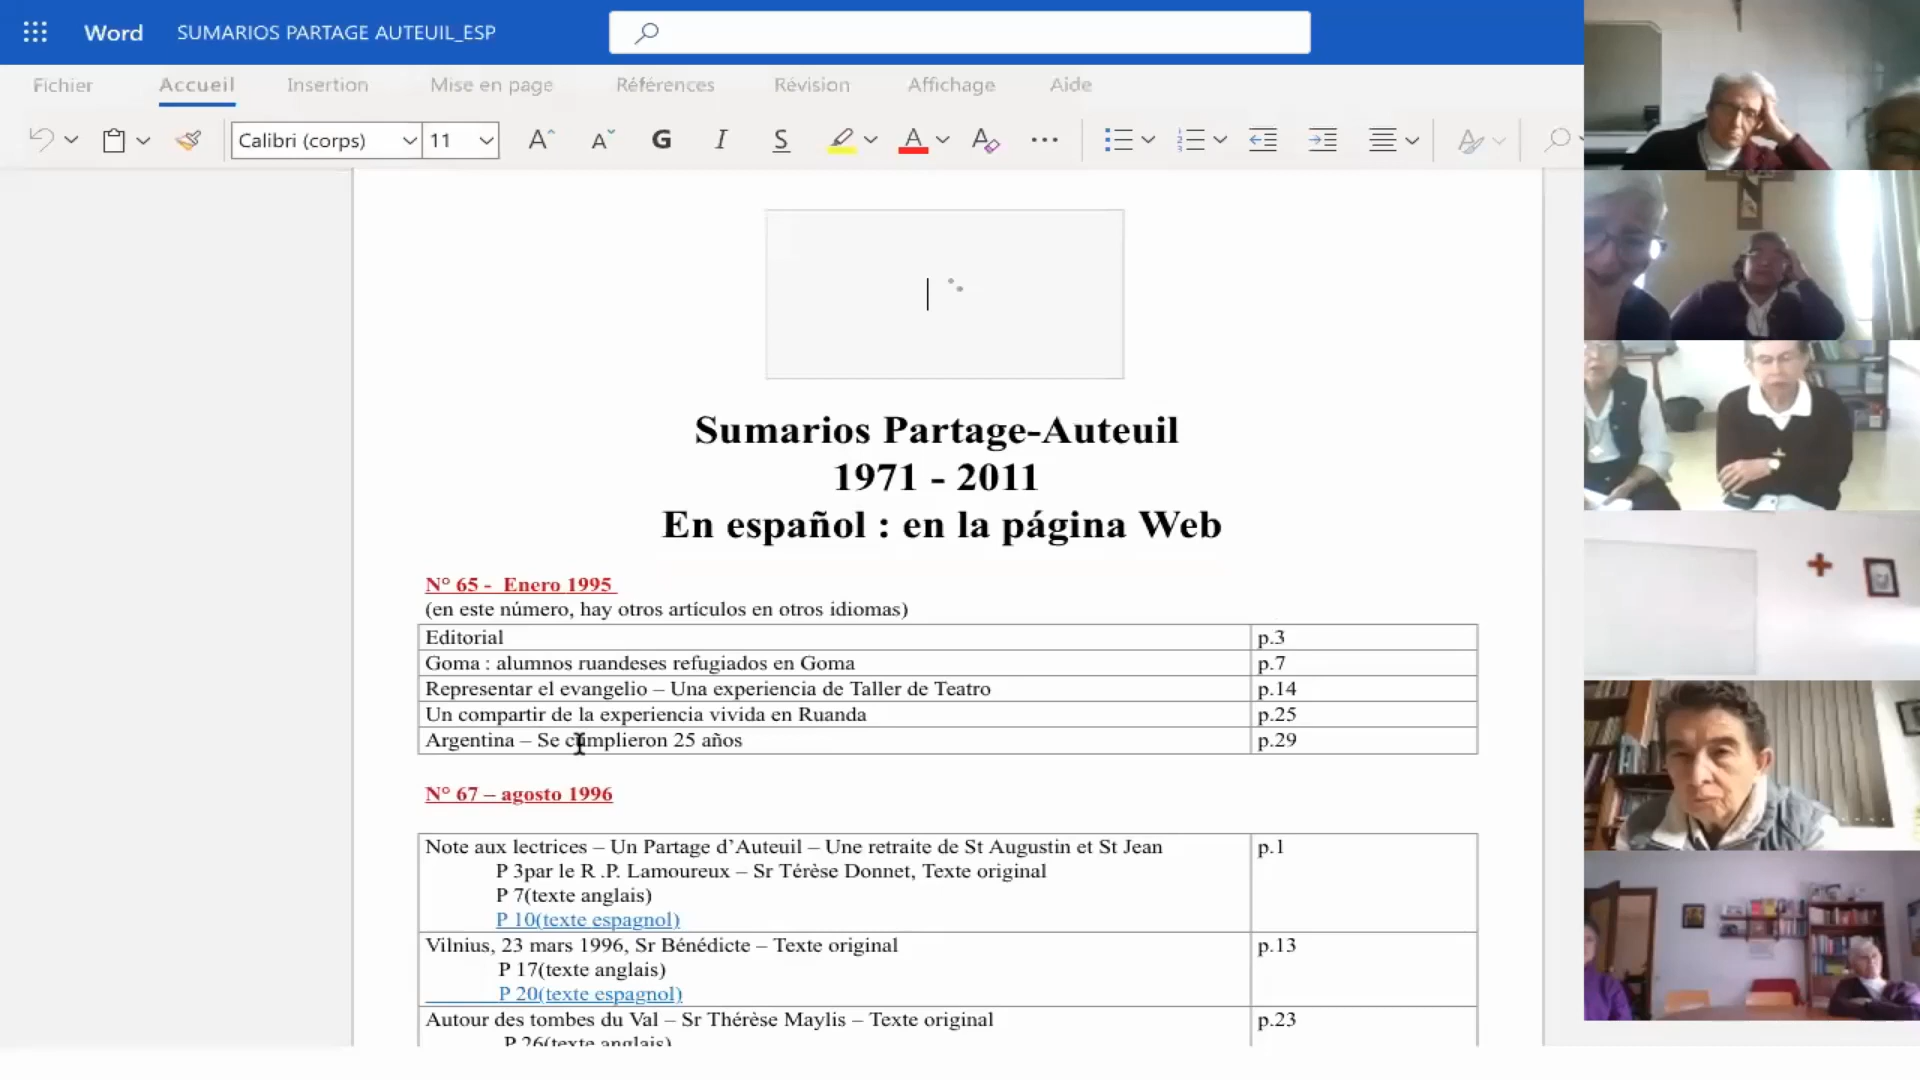 Word SUMARIOS PARTAGE AUTEUIL_ESP
Fichier Accueil Insertion Mise en page Références Révision Affichage Aide
Calibri (corps) 11 A A G I S A A
Sumarios Partage-Auteuil
1971 - 2011
En español : en la página Web
N° 65 - Enero 1995
(en este número, hay otros artículos en otros idiomas)
Editorial p.3
Goma : alumnos ruandeses refugiados en Goma p.7
Representar el evangelio – Una experiencia de Taller de Teatro p.14
Un compartir de la experiencia vivida en Ruanda p.25
Argentina – Se cumplieron 25 años p.29
N° 67 – agosto 1996
Note aux lectrices – Un Partage d’Auteuil – Une retraite de St Augustin et St Jean p.1
P 3par le R .P. Lamoureux – Sr Térèse Donnet, Texte original
P 7(texte anglais)
P 10(texte espagnol)
Vilnius, 23 mars 1996, Sr Bénédicte – Texte original p.13
P 17(texte anglais)
P 20(texte espagnol)
Autour des tombes du Val – Sr Thérèse Maylis – Texte original p.23
P 26(texte anglais)